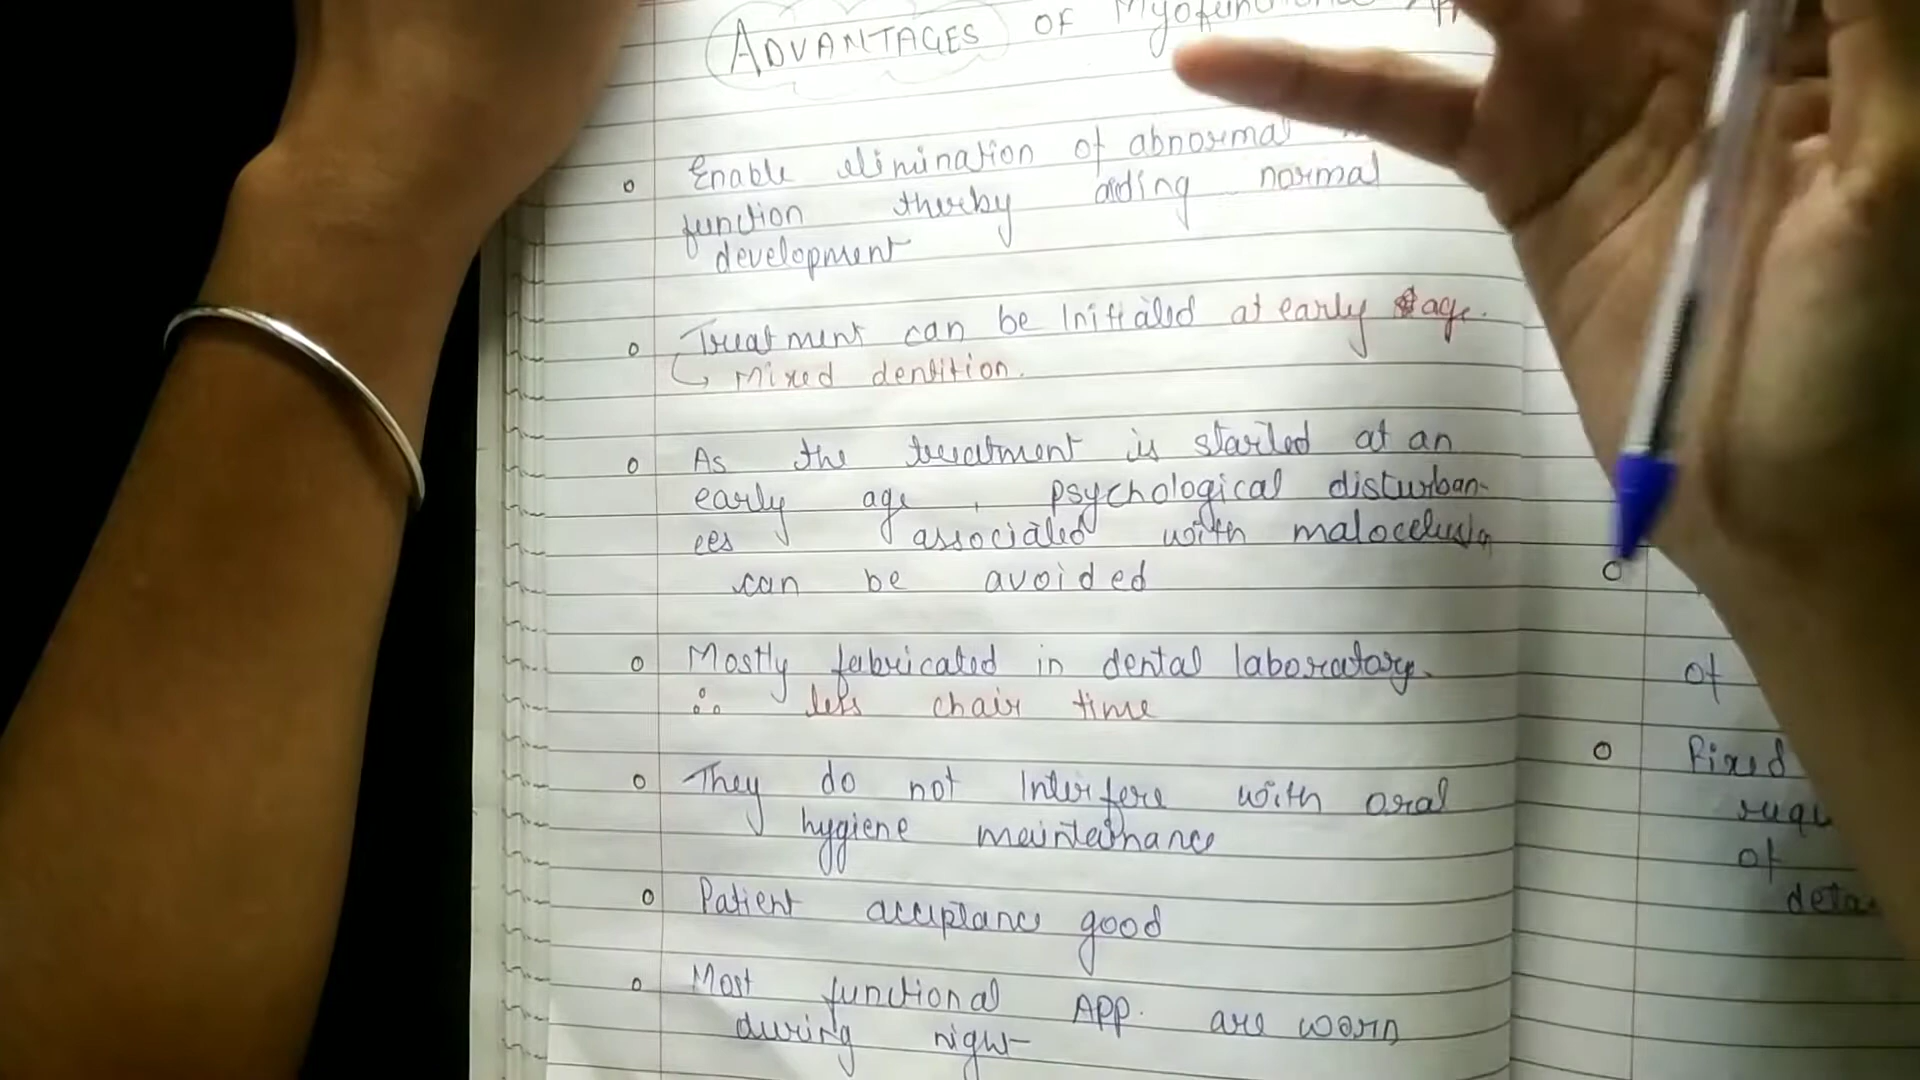 ADVANTAGES OF
Enable elimination of abnormal
function thereby aiding normal
development
Treatment can be Initialed at early age.
↳ Mixed dentition.
As the treatment is started at an
early age, psychological disturban-
ces associated with malocclusion
can be avoided
Mostly fabricated in dental laboratory.
∴ less chair time
They do not Interfere with oral
hygiene maintainance
Patient acceptance good
Most functional App. are worn
during night
of
Fixed
of